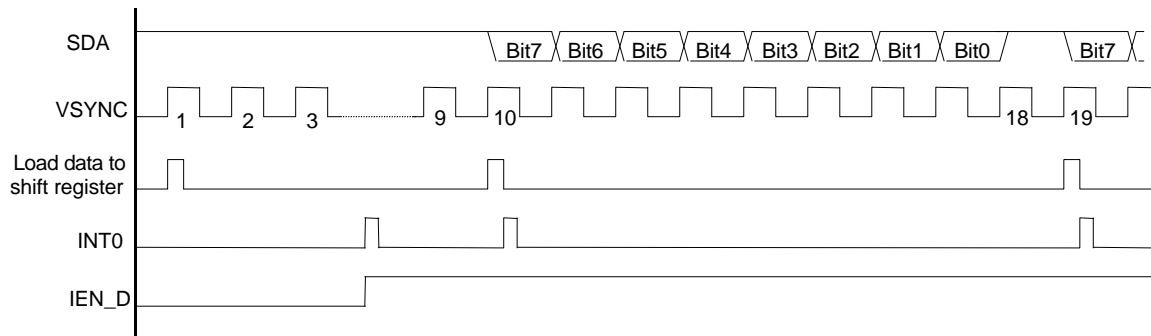 SDA
Bit7 Bit6 Bit5 Bit4 Bit3 Bit2 Bit1 Bit0 Bit7
VSYNC
1 2 3 9 10 18 19
Load data to
shift register
INT0
IEN_D